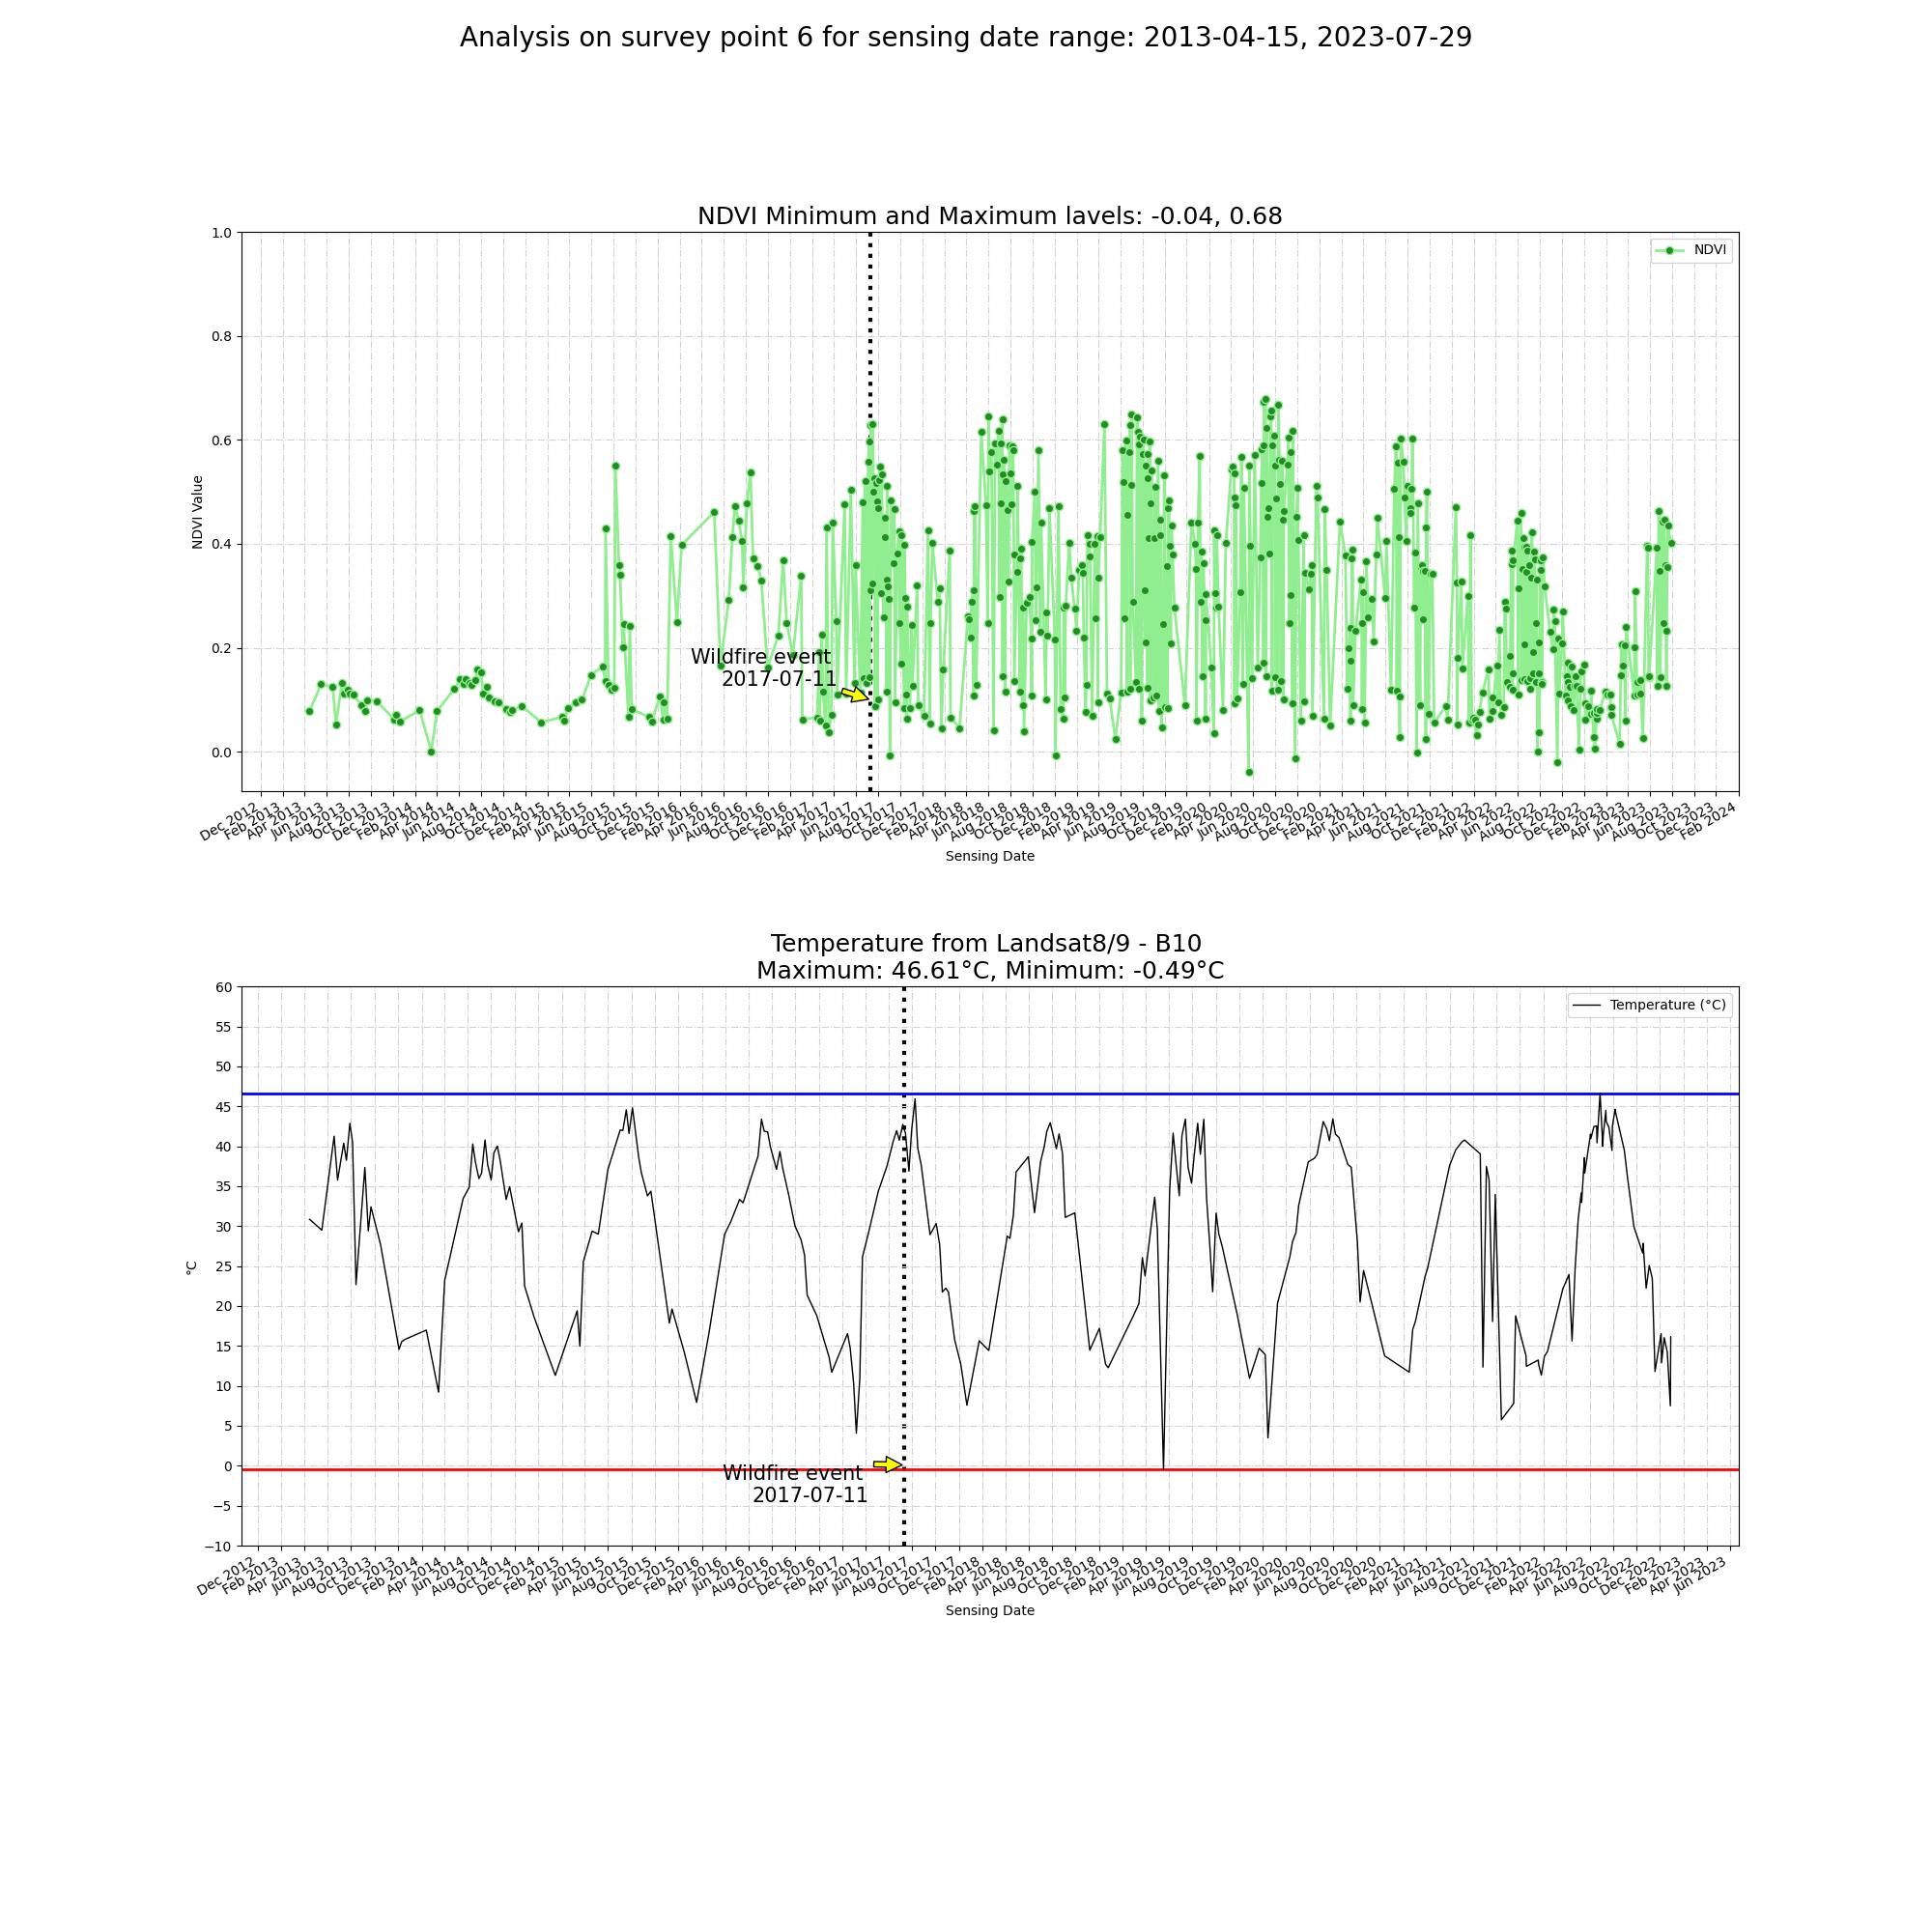 Analysis on survey point 6 for sensing date range: 2013-04-15, 2023-07-29
NDVI Minimum and Maximum lavels: -0.04, 0.68
1.0
NDVI
0.8
0.6
NDVI Value
0.4
0.2
Wildfire event
2017-07-11
0.0
Dec 2012 Feb 2013 Apr 2013 Jun 2013 Aug 2013 Oct 2013 Dec 2013 Feb 2014 Apr 2014 Jun 2014 Aug 2014 Oct 2014 Dec 2014 Feb 2015 Apr 2015 Jun 2015 Aug 2015 Oct 2015 Dec 2015 Feb 2016 Apr 2016 Jun 2016 Aug 2016 Oct 2016 Dec 2016 Feb 2017 Apr 2017 Jun 2017 Aug 2017 Oct 2017 Dec 2017 Feb 2018 Apr 2018 Jun 2018 Aug 2018 Oct 2018 Dec 2018 Feb 2019 Apr 2019 Jun 2019 Aug 2019 Oct 2019 Dec 2019 Feb 2020 Apr 2020 Jun 2020 Aug 2020 Oct 2020 Dec 2020 Feb 2021 Apr 2021 Jun 2021 Aug 2021 Oct 2021 Dec 2021 Feb 2022 Apr 2022 Jun 2022 Aug 2022 Oct 2022 Dec 2022 Feb 2023 Apr 2023 Jun 2023 Aug 2023 Oct 2023 Dec 2023 Feb 2024
Sensing Date
Temperature from Landsat8/9 - B10
Maximum: 46.61°C, Minimum: -0.49°C
60
Temperature (°C)
55
50
45
40
35
30
°C
25
20
15
10
5
0
Wildfire event
2017-07-11
−5
−10
Dec 2012 Feb 2013 Apr 2013 Jun 2013 Aug 2013 Oct 2013 Dec 2013 Feb 2014 Apr 2014 Jun 2014 Aug 2014 Oct 2014 Dec 2014 Feb 2015 Apr 2015 Jun 2015 Aug 2015 Oct 2015 Dec 2015 Feb 2016 Apr 2016 Jun 2016 Aug 2016 Oct 2016 Dec 2016 Feb 2017 Apr 2017 Jun 2017 Aug 2017 Oct 2017 Dec 2017 Feb 2018 Apr 2018 Jun 2018 Aug 2018 Oct 2018 Dec 2018 Feb 2019 Apr 2019 Jun 2019 Aug 2019 Oct 2019 Dec 2019 Feb 2020 Apr 2020 Jun 2020 Aug 2020 Oct 2020 Dec 2020 Feb 2021 Apr 2021 Jun 2021 Aug 2021 Oct 2021 Dec 2021 Feb 2022 Apr 2022 Jun 2022 Aug 2022 Oct 2022 Dec 2022 Feb 2023 Apr 2023 Jun 2023
Sensing Date